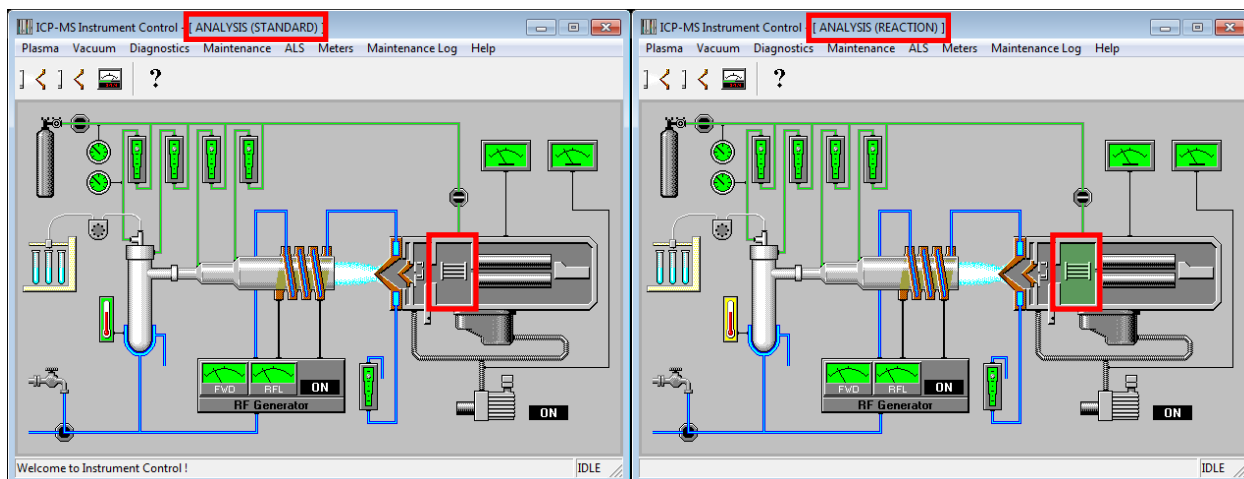 ICP-MS Instrument Control - [ ANALYSIS (STANDARD) ]
Plasma Vacuum Diagnostics Maintenance ALS Meters Maintenance Log Help
?
FWD RFL ON
RF Generator
ON
Welcome to Instrument Control ! IDLE
ICP-MS Instrument Control - [ ANALYSIS (REACTION) ]
Plasma Vacuum Diagnostics Maintenance ALS Meters Maintenance Log Help
?
FWD RFL ON
RF Generator
ON
IDLE